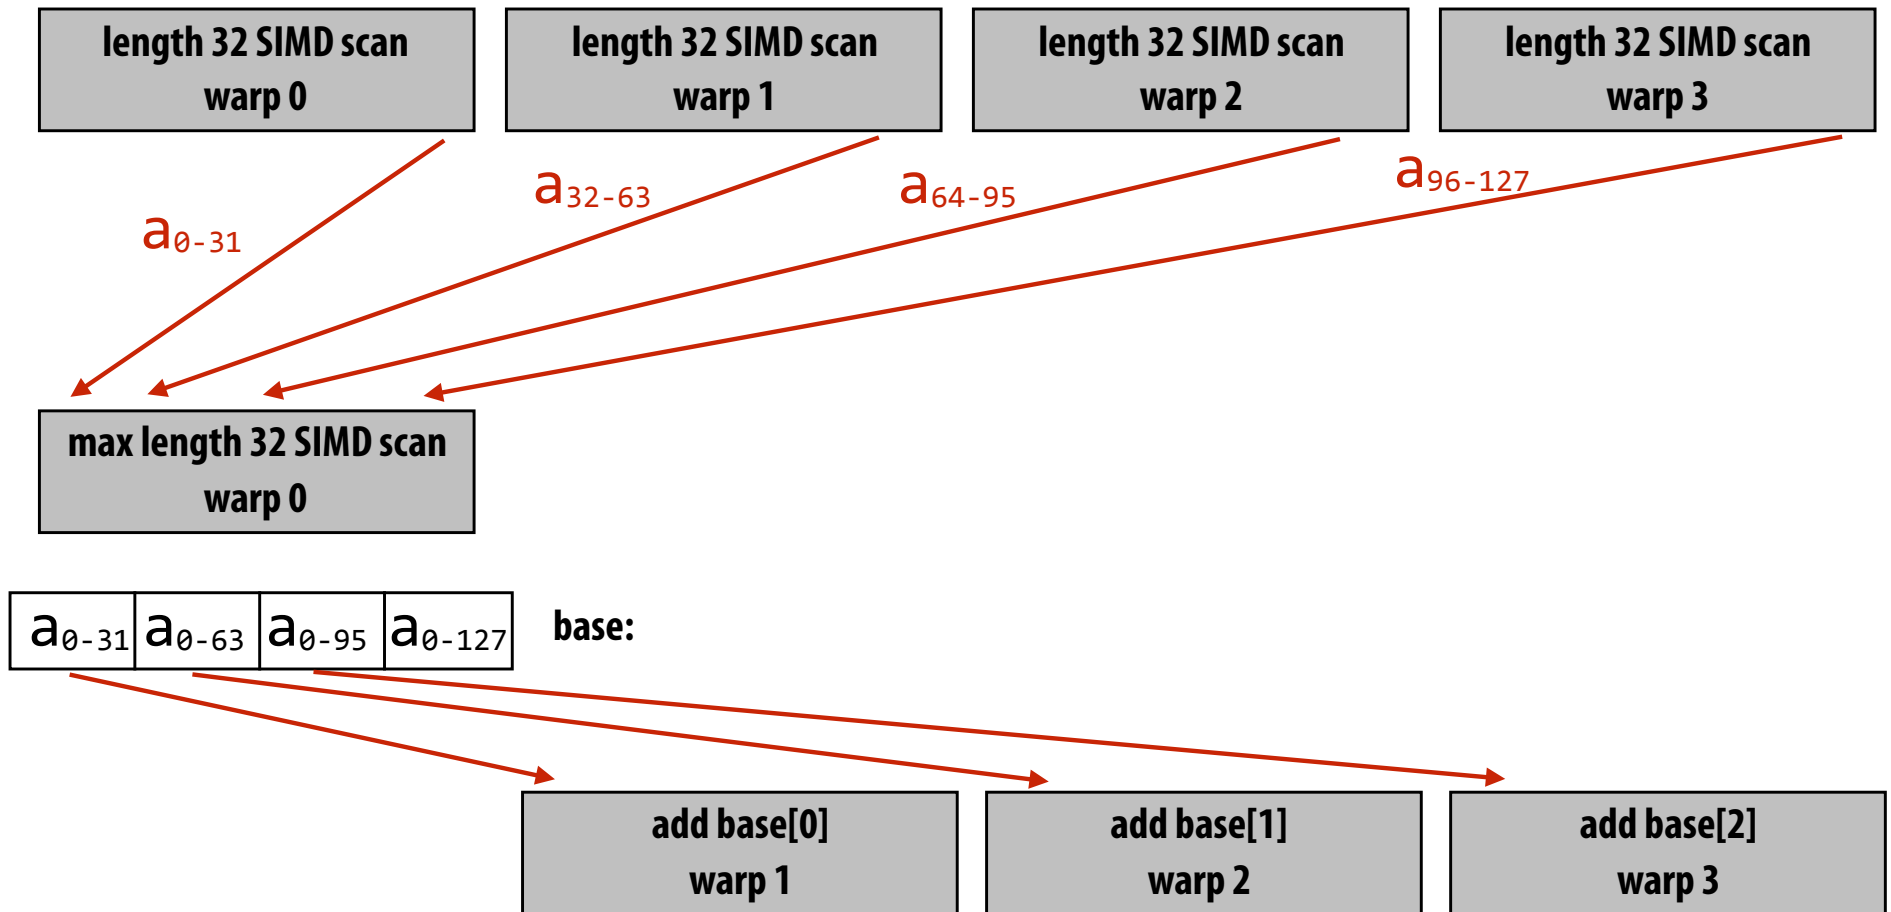 length 32 SIMD scan
warp 0
length 32 SIMD scan
warp 1
length 32 SIMD scan
warp 2
length 32 SIMD scan
warp 3
a0-31
a32-63
a64-95
a96-127
max length 32 SIMD scan
warp 0
a0-31 a0-63 a0-95 a0-127 base:
add base[0]
warp 1
add base[1]
warp 2
add base[2]
warp 3